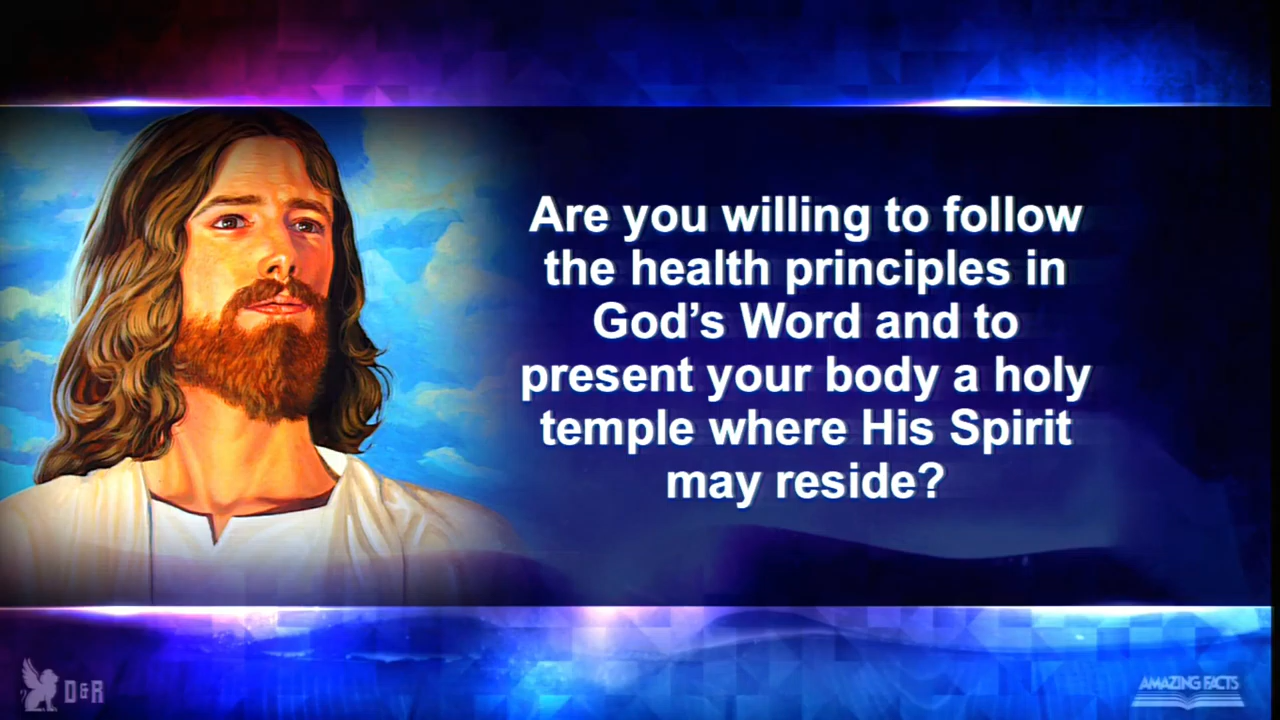 Are you willing to follow
the health principles in
God’s Word and to
present your body a holy
temple where His Spirit
may reside?
D&R
AMAZING FACTS